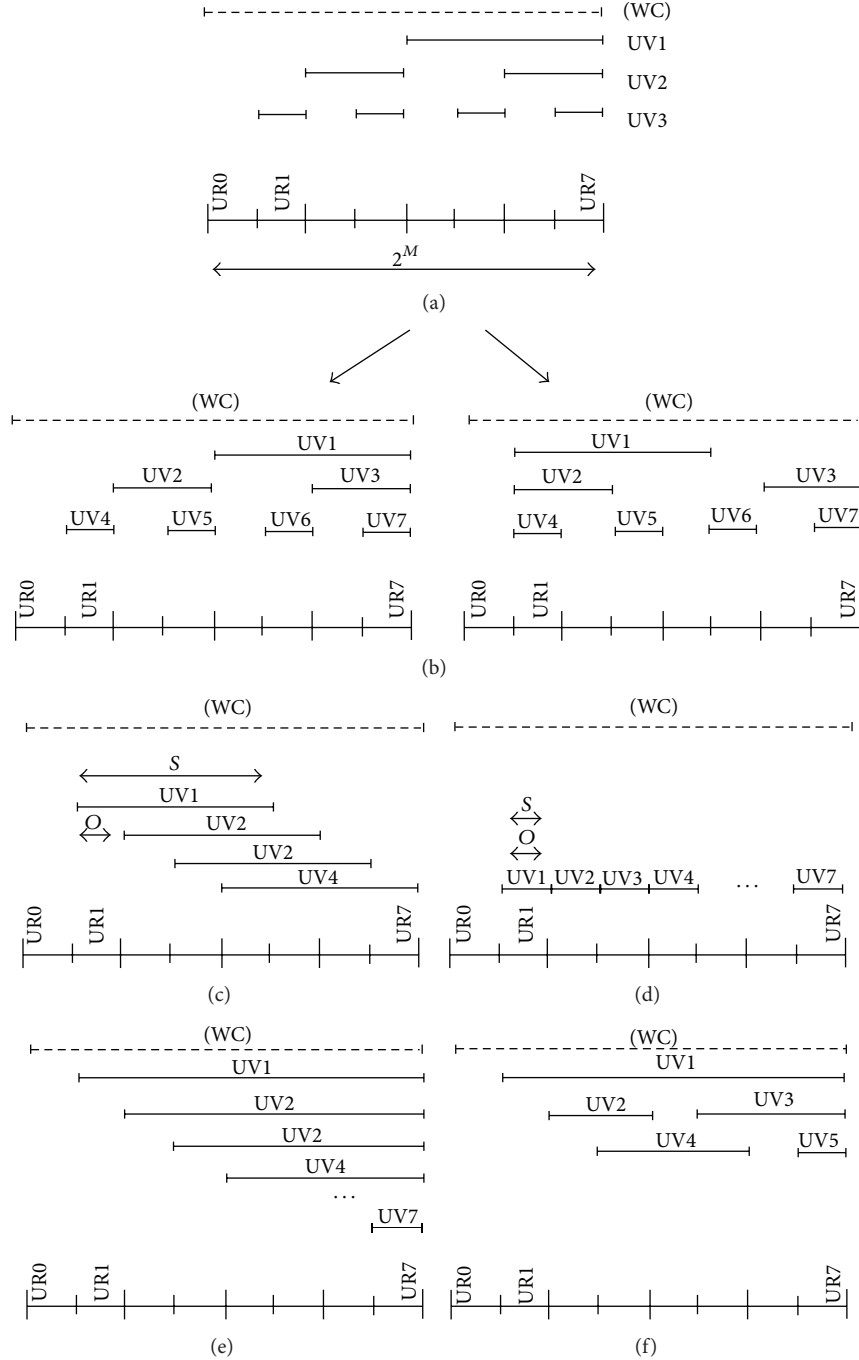 (WC)
UV1
UV2
UV3
UR0 UR1 UR7
2^M
(a)
(WC)
UV1
UV2 UV3
UV4 UV5 UV6 UV7
UR0 UR1 UR7
(WC)
UV1
UV2 UV3
UV4 UV5 UV6 UV7
UR0 UR1 UR7
(b)
(WC)
S
UV1
O
UV2
UV2
UV4
UR0 UR1 UR7
(c)
(WC)
S
O
UV1 UV2 UV3 UV4 ... UV7
UR0 UR1 UR7
(d)
(WC)
UV1
UV2
UV2
UV4
...
UV7
UR0 UR1 UR7
(e)
(WC)
UV1
UV2 UV3
UV4 UV5
UR0 UR1 UR7
(f)